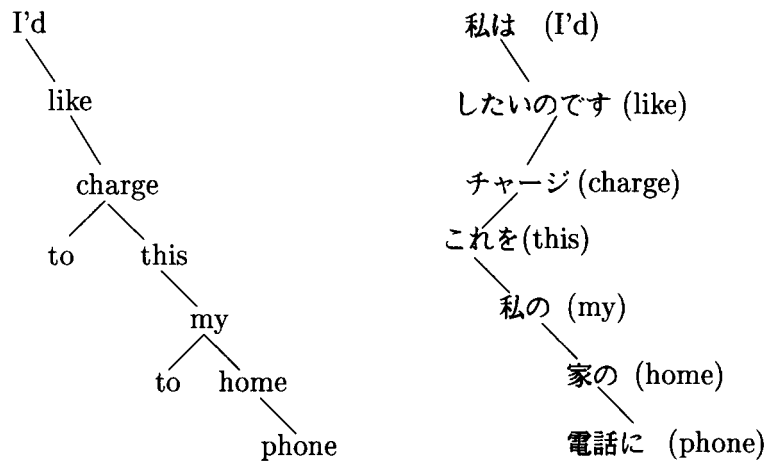 I'd
like
charge
to this
my
to home
phone
私は (I'd)
したいのです (like)
チャージ (charge)
これを(this)
私の (my)
家の (home)
電話に (phone)